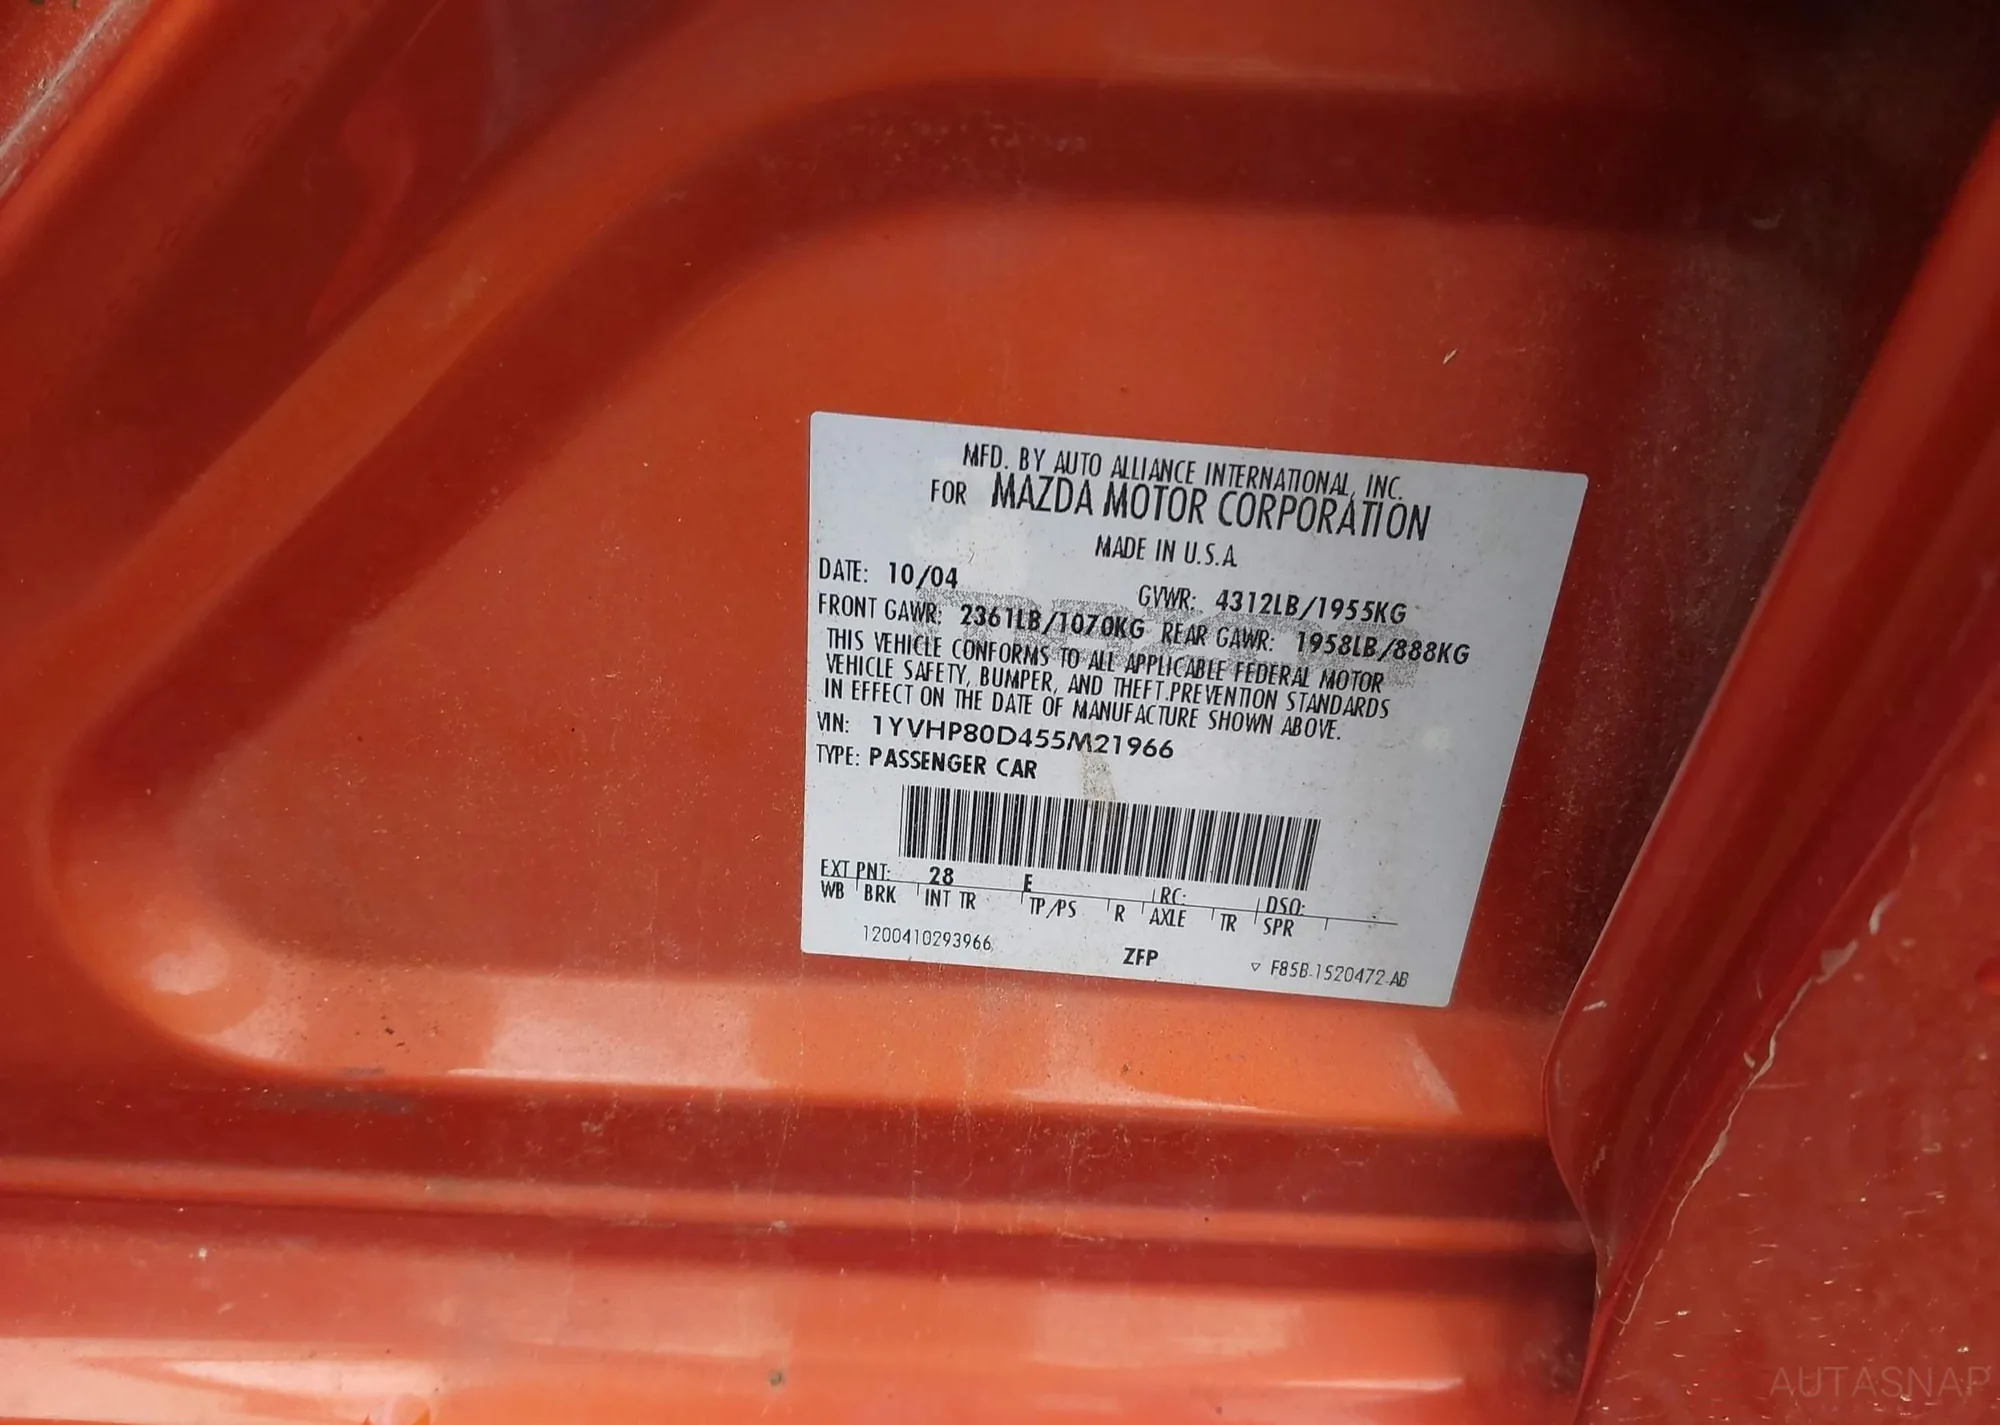 MFD. BY AUTO ALLIANCE INTERNATIONAL, INC.
FOR MAZDA MOTOR CORPORATION
MADE IN U.S.A
DATE: 10/04
GVWR: 4312LB/1955KG
FRONT GAWR: 2361LB/1070KG REAR GAWR: 1958LB/888KG
THIS VEHICLE CONFORMS TO ALL APPLICABLE FEDERAL MOTOR
VEHICLE SAFETY, BUMPER, AND THEFT PREVENTION STANDARDS
IN EFFECT ON THE DATE OF MANUFACTURE SHOWN ABOVE.
VIN: 1YVHP80D455M21966
TYPE: PASSENGER CAR
EXT PNT: 28 E RC: DSO:
WB BRK INT TR TP/PS R AXLE TR SPR
1200410293966 ZFP ▽ F85B-1520472-AB
AUTASNAP